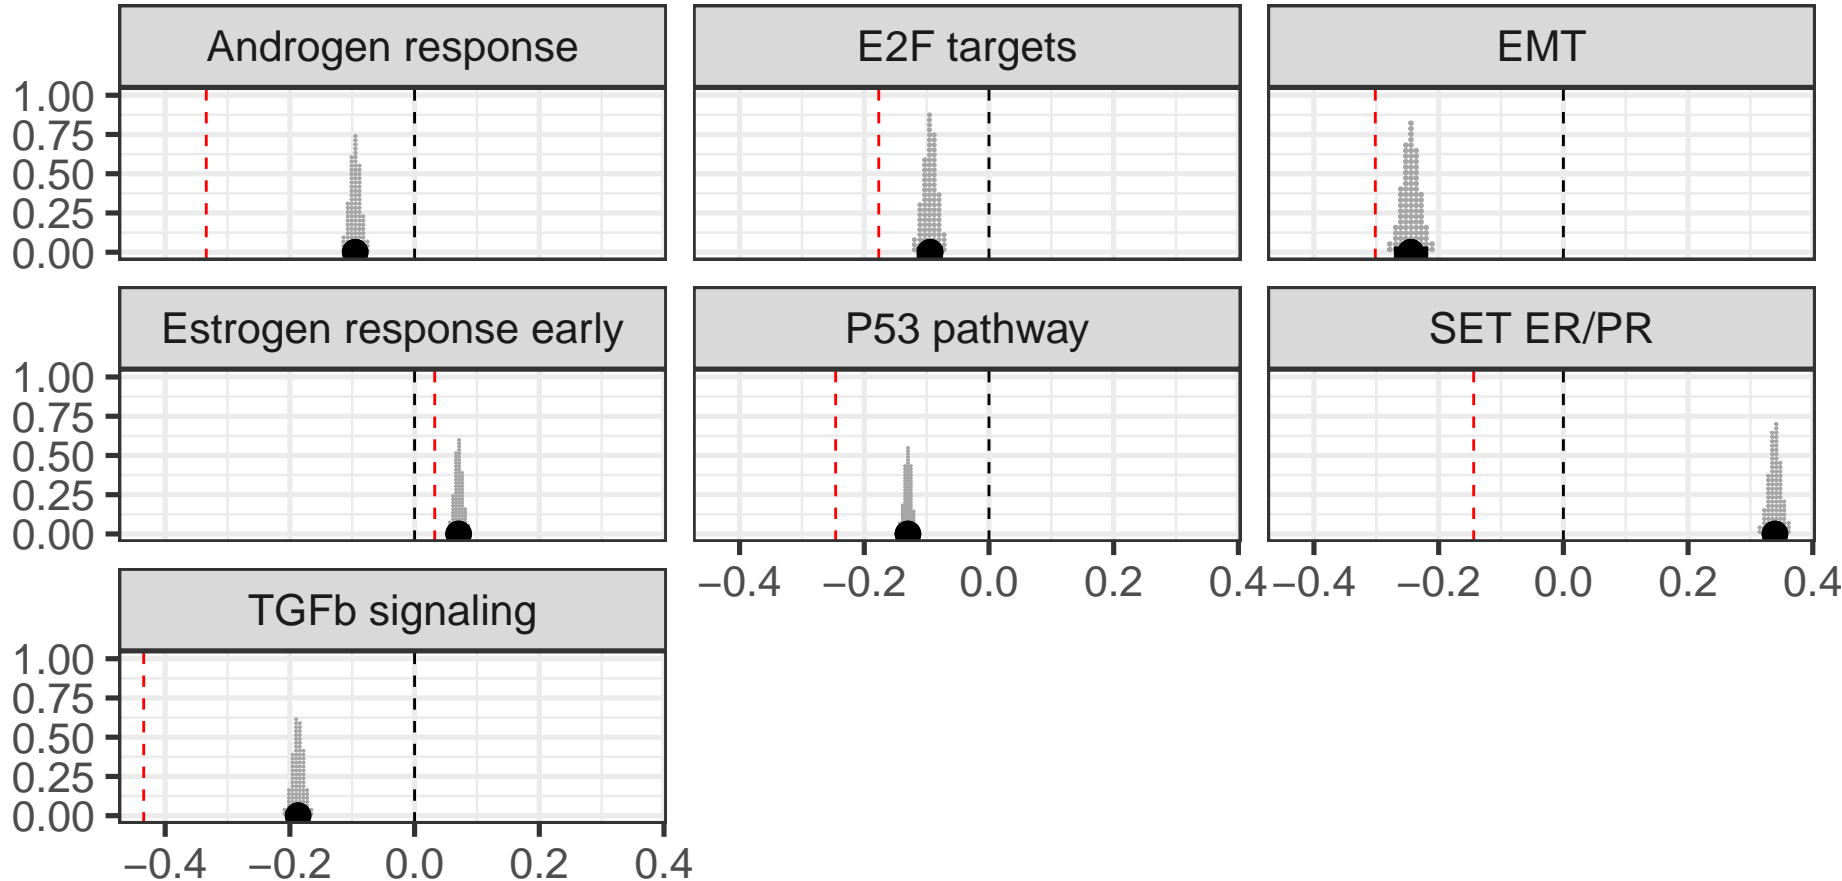 Androgen response
E2F targets
EMT
1.00
0.75
0.50
0.25
0.00
Estrogen response early
P53 pathway
SET ER/PR
1.00
0.75
0.50
0.25
0.00
−0.4 −0.2 0.0 0.2 0.4
−0.4 −0.2 0.0 0.2 0.4
TGFb signaling
1.00
0.75
0.50
0.25
0.00
−0.4 −0.2 0.0 0.2 0.4